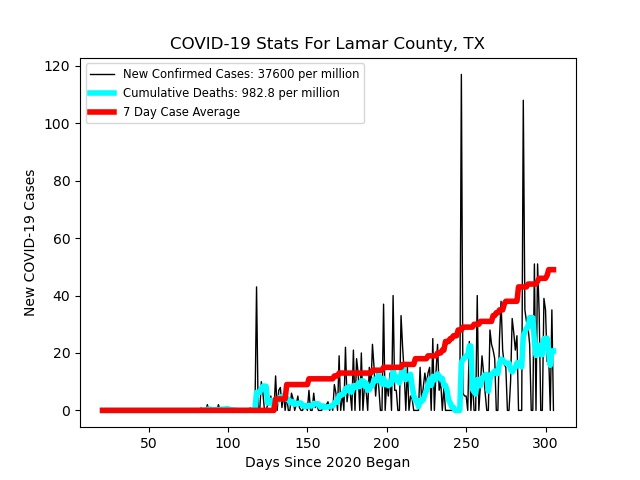 COVID-19 Stats For Lamar County, TX
New Confirmed Cases: 37600 per million
Cumulative Deaths: 982.8 per million
7 Day Case Average
New COVID-19 Cases
120
100
80
60
40
20
0
50 100 150 200 250 300
Days Since 2020 Began